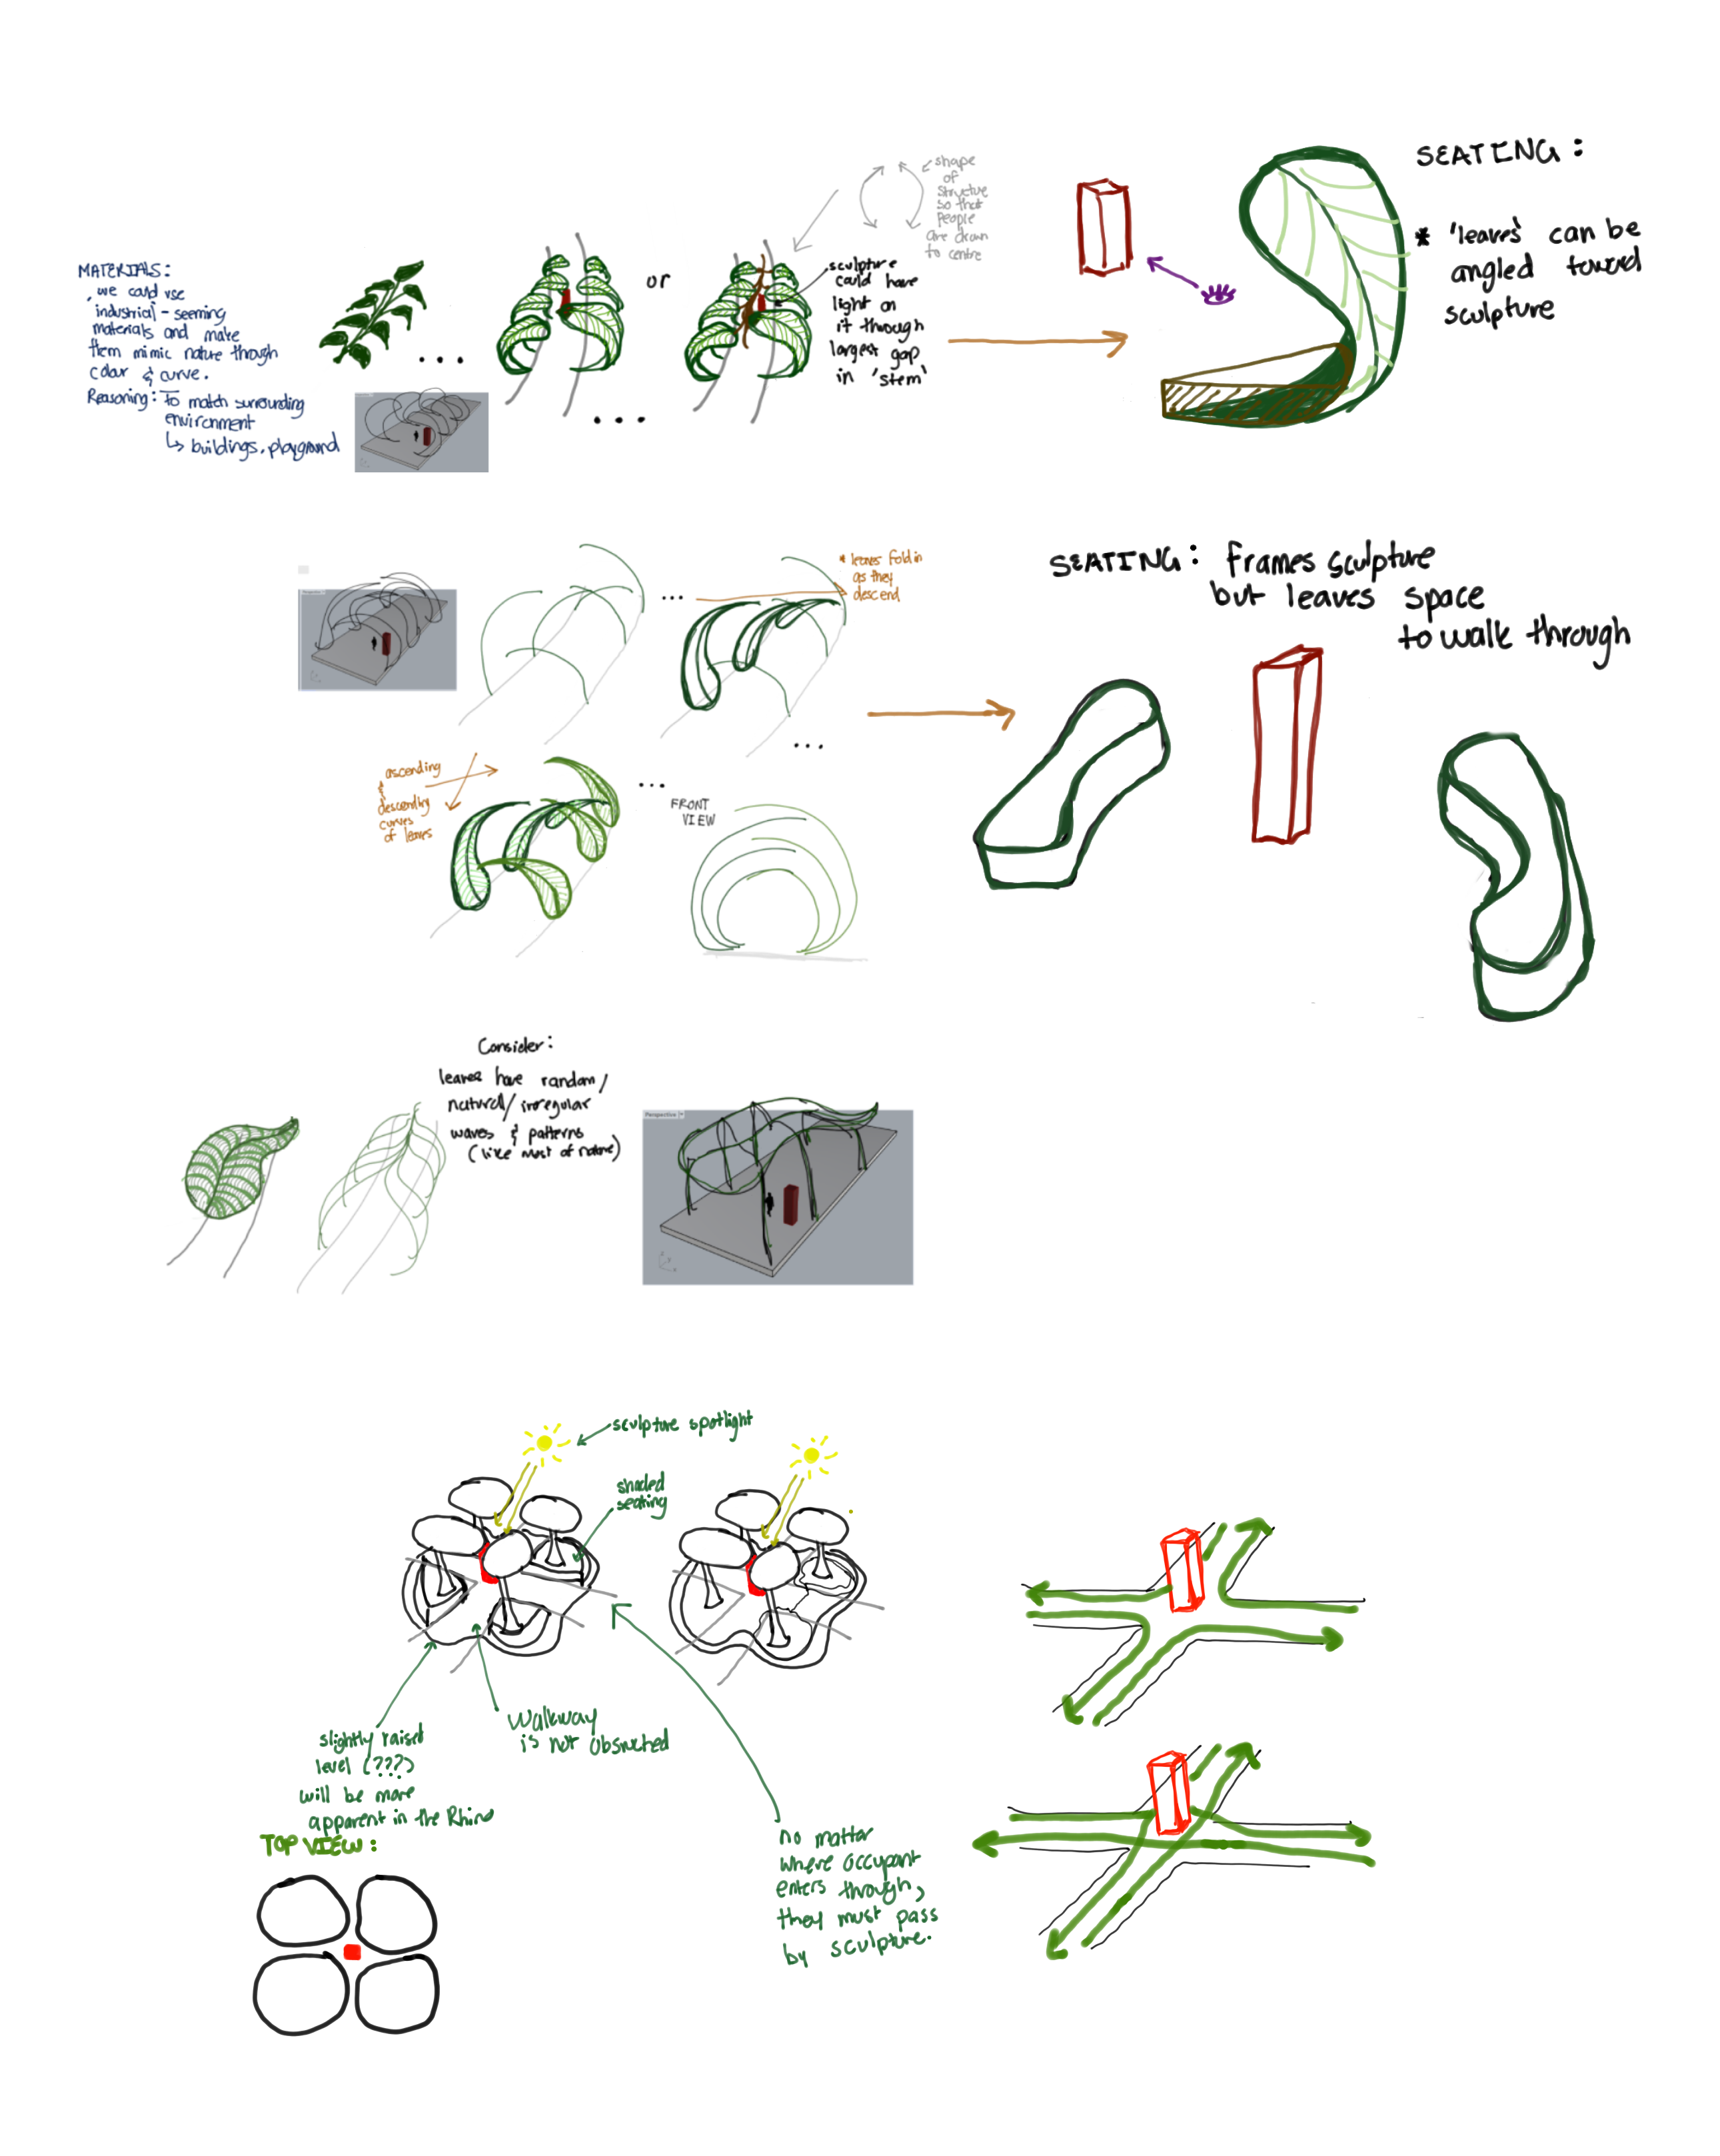 MATERIALS:
we could use
industrial-seeming
materials and make
them mimic nature through
color & curve.
Reasoning: To match surrounding
environment
↳ buildings, playground
...
or
...
shape
of
structure
so that
people
are drawn
to centre
sculpture
could have
light on
it through
largest gap
in 'stem'
SEATING:
* 'leaves' can be
angled toward
sculpture
...
* leaves fold in
as they
descend
...
SEATING: frames sculpture
but leaves space
to walk through
ascending
&
descending
curves
of leaves
...
FRONT
VIEW
Consider:
leaves have random/
natural/irregular
waves & patterns
(like most of nature)
Perspective
sculpture spotlight
shaded
seating
slightly raised
level (???)
will be more
apparent in the Rhino
Walkway
is not obsructed
no matter
where occupant
enters through,
they must pass
by sculpture.
TOP VIEW: